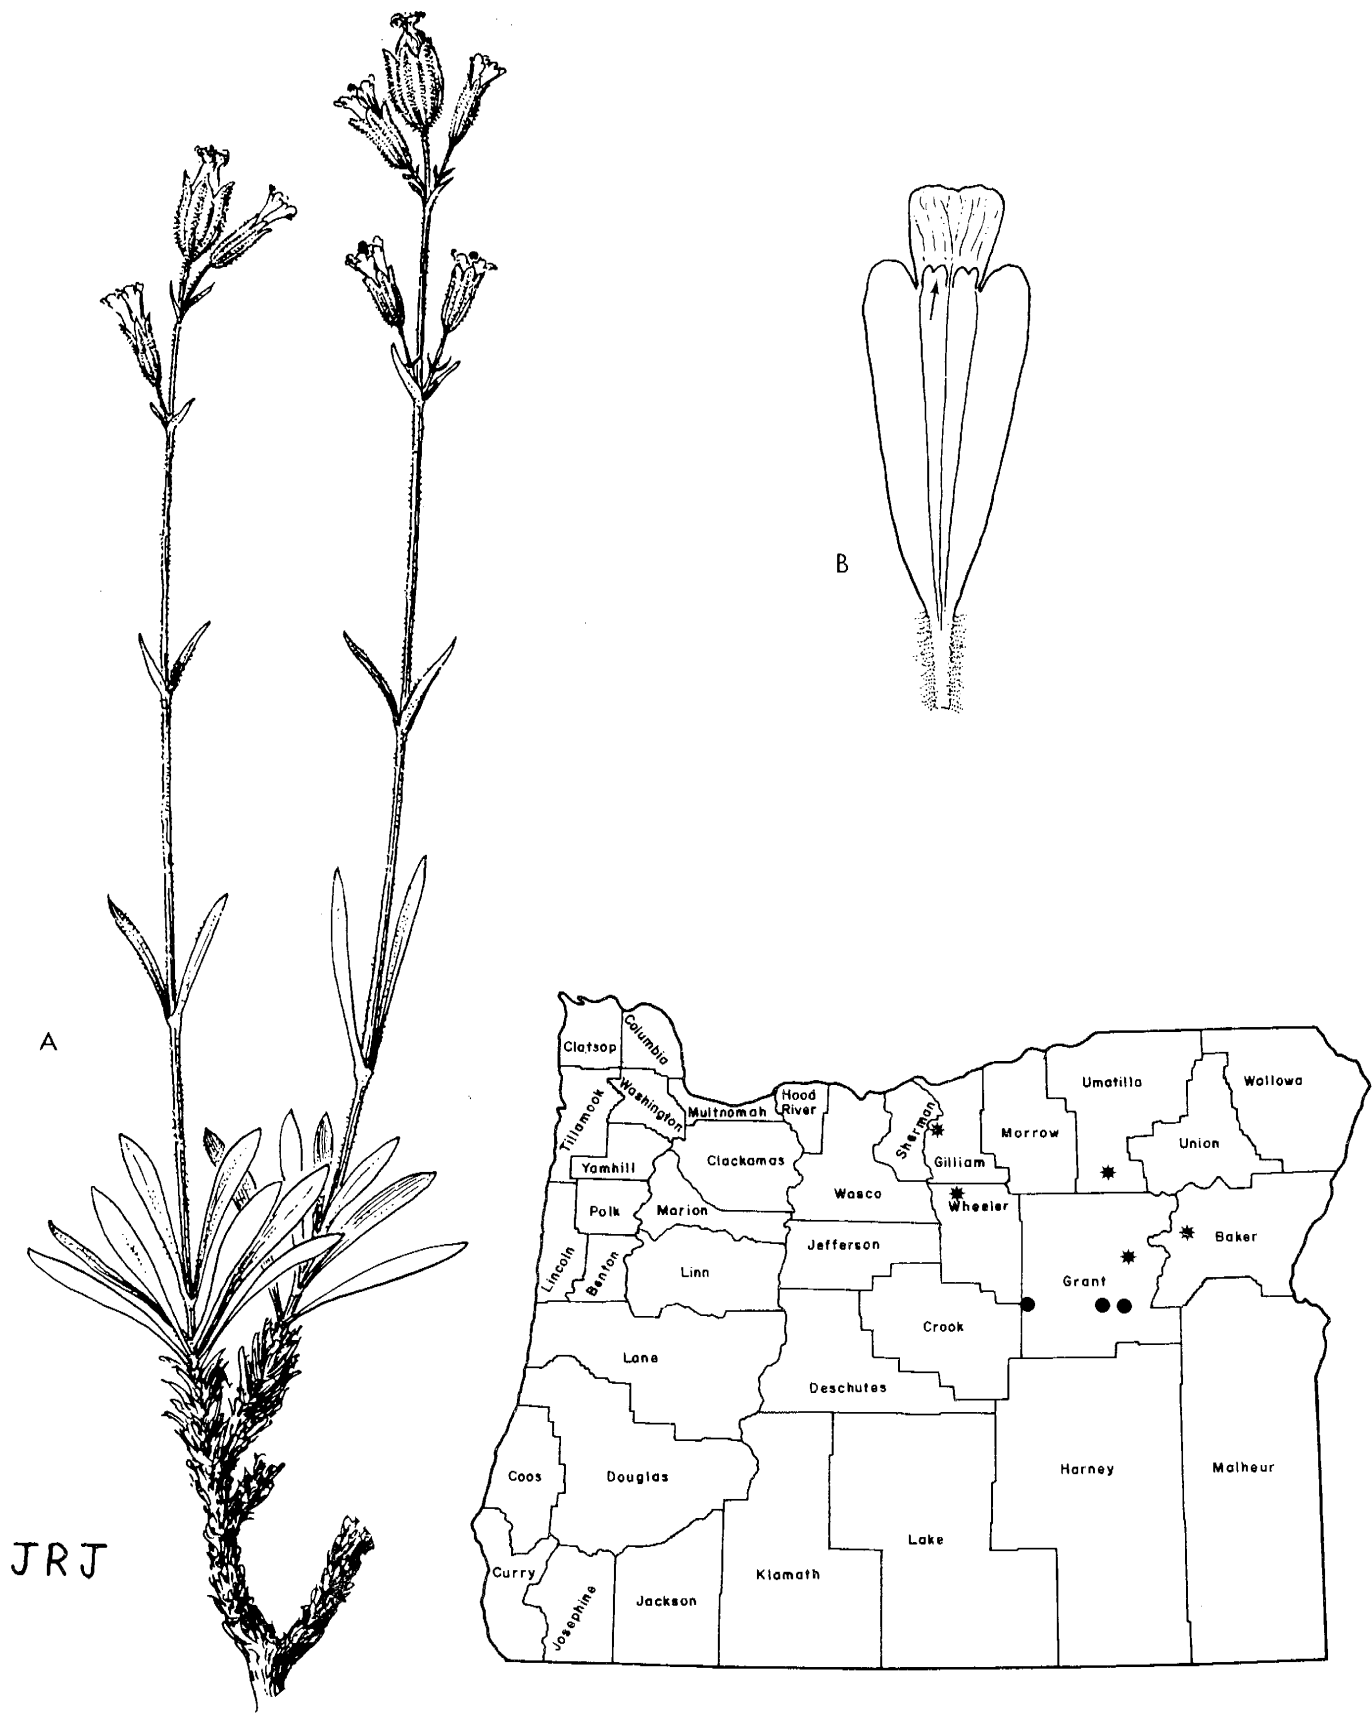 B
A
JRJ
Clatsop
Columbia
Tillamook
Washington
Multnomah
Hood
River
Sherman
Gilliam
Morrow
Umatilla
Union
Wallowa
Yamhill
Clackamas
Wasco
Wheeler
Polk
Marion
Jefferson
Grant
Baker
Lincoln
Benton
Linn
Crook
Lane
Deschutes
Coos
Douglas
Harney
Malheur
Curry
Josephine
Jackson
Klamath
Lake